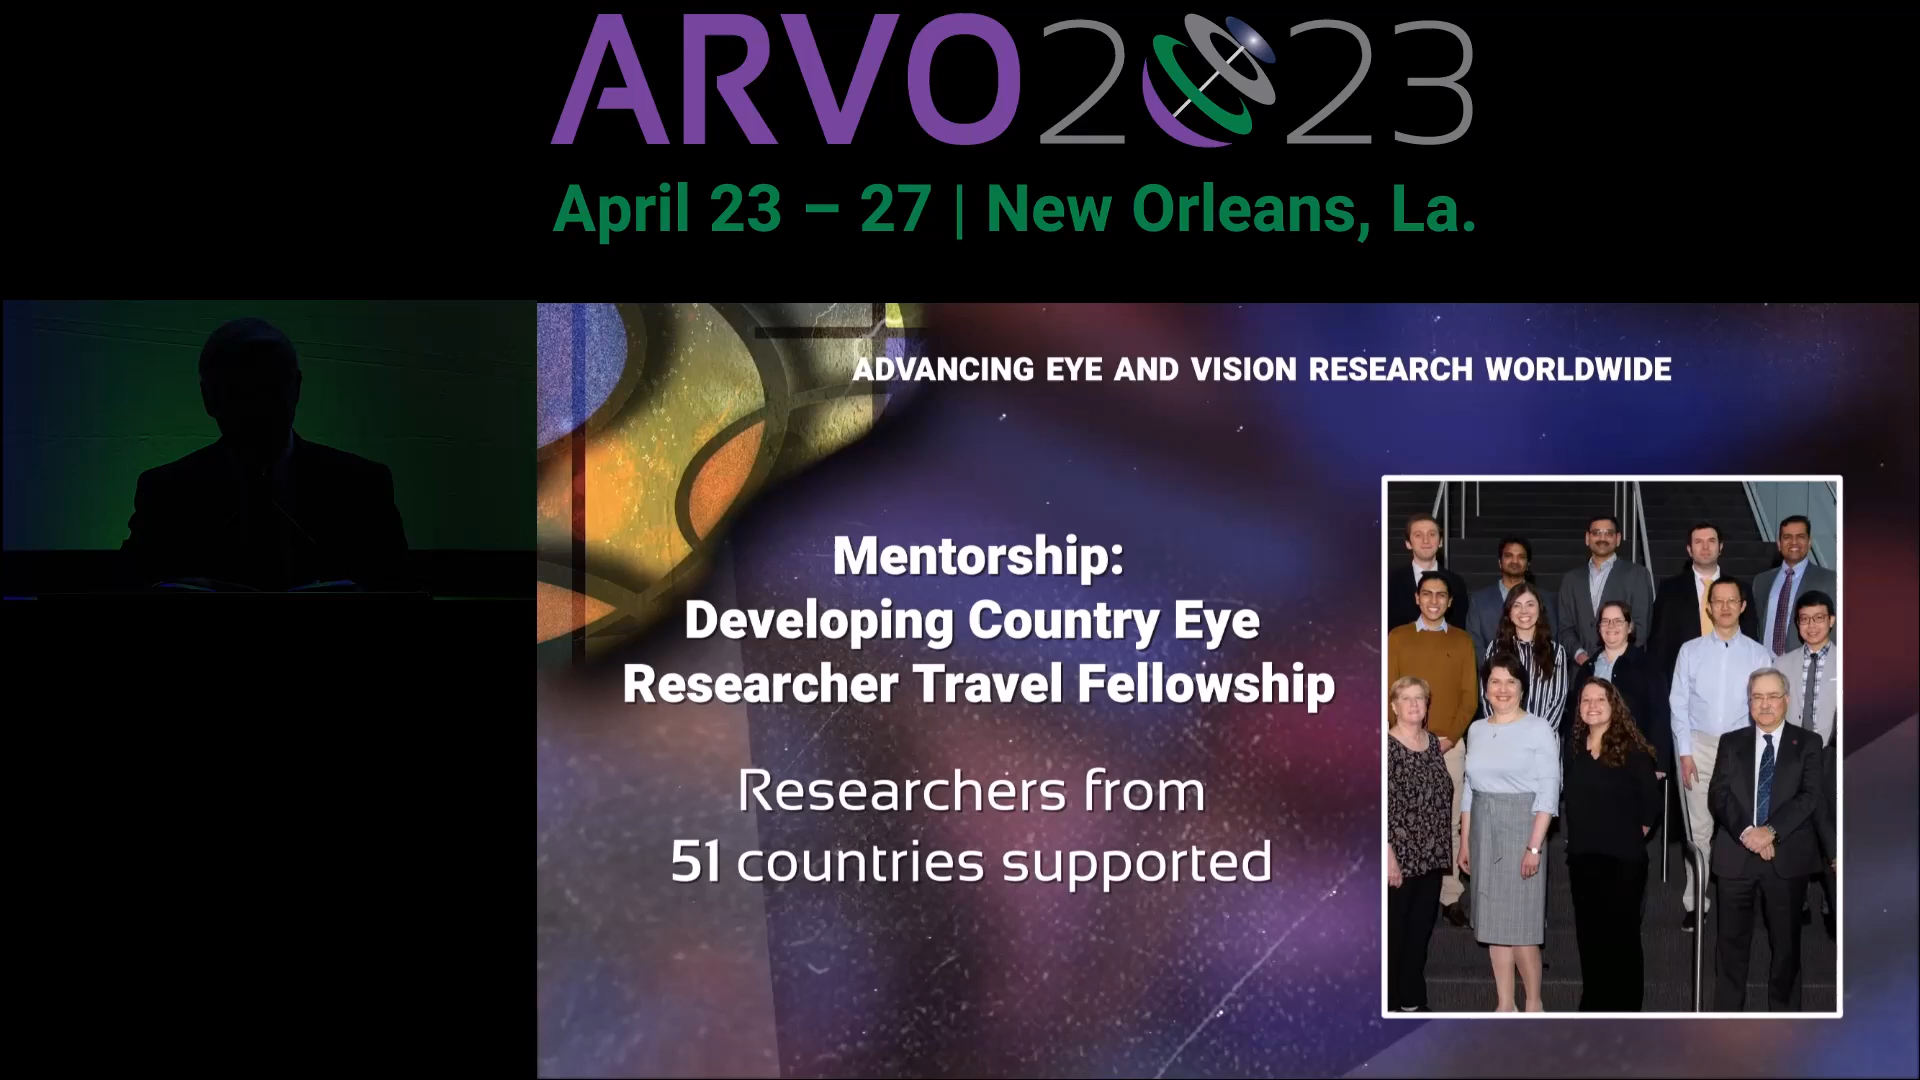 ARVO2023
April 23 – 27 | New Orleans, La.
ADVANCING EYE AND VISION RESEARCH WORLDWIDE
Mentorship:
Developing Country Eye
Researcher Travel Fellowship
Researchers from
51 countries supported